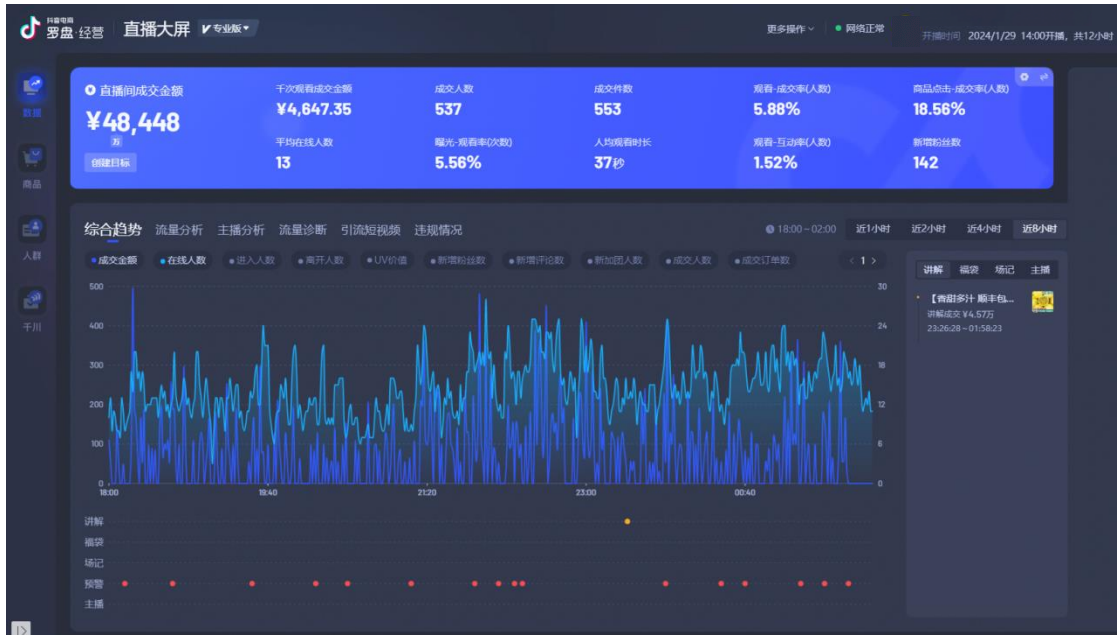 抖音电商
罗盘·经营
直播大屏
专业版
更多操作
网络正常
开播时间 2024/1/29 14:00开播，共12小时
数据
商品
人群
千川
直播间成交金额
¥48,448
万
创建目标
千次观看成交金额
¥4,647.35
成交人数
537
成交件数
553
观看-成交率(人数)
5.88%
商品点击-成交率(人数)
18.56%
平均在线人数
13
曝光-观看率(次数)
5.56%
人均观看时长
37秒
观看-互动率(人数)
1.52%
新增粉丝数
142
综合趋势 流量分析 主播分析 流量诊断 引流短视频 违规情况
18:00~02:00 近1小时 近2小时 近4小时 近8小时
成交金额 在线人数 进入人数 离开人数 UV价值 新增粉丝数 新增评论数 新加团人数 成交人数 成交订单数 < 1 >
500 30
400 24
300 18
200 12
100 6
0 0
18:00 19:40 21:20 23:00 00:40
讲解
福袋
场记
预警
主播
讲解 福袋 场记 主播
【香甜多汁 顺丰包...
讲解成交 ¥4.57万
23:26:28~01:58:23